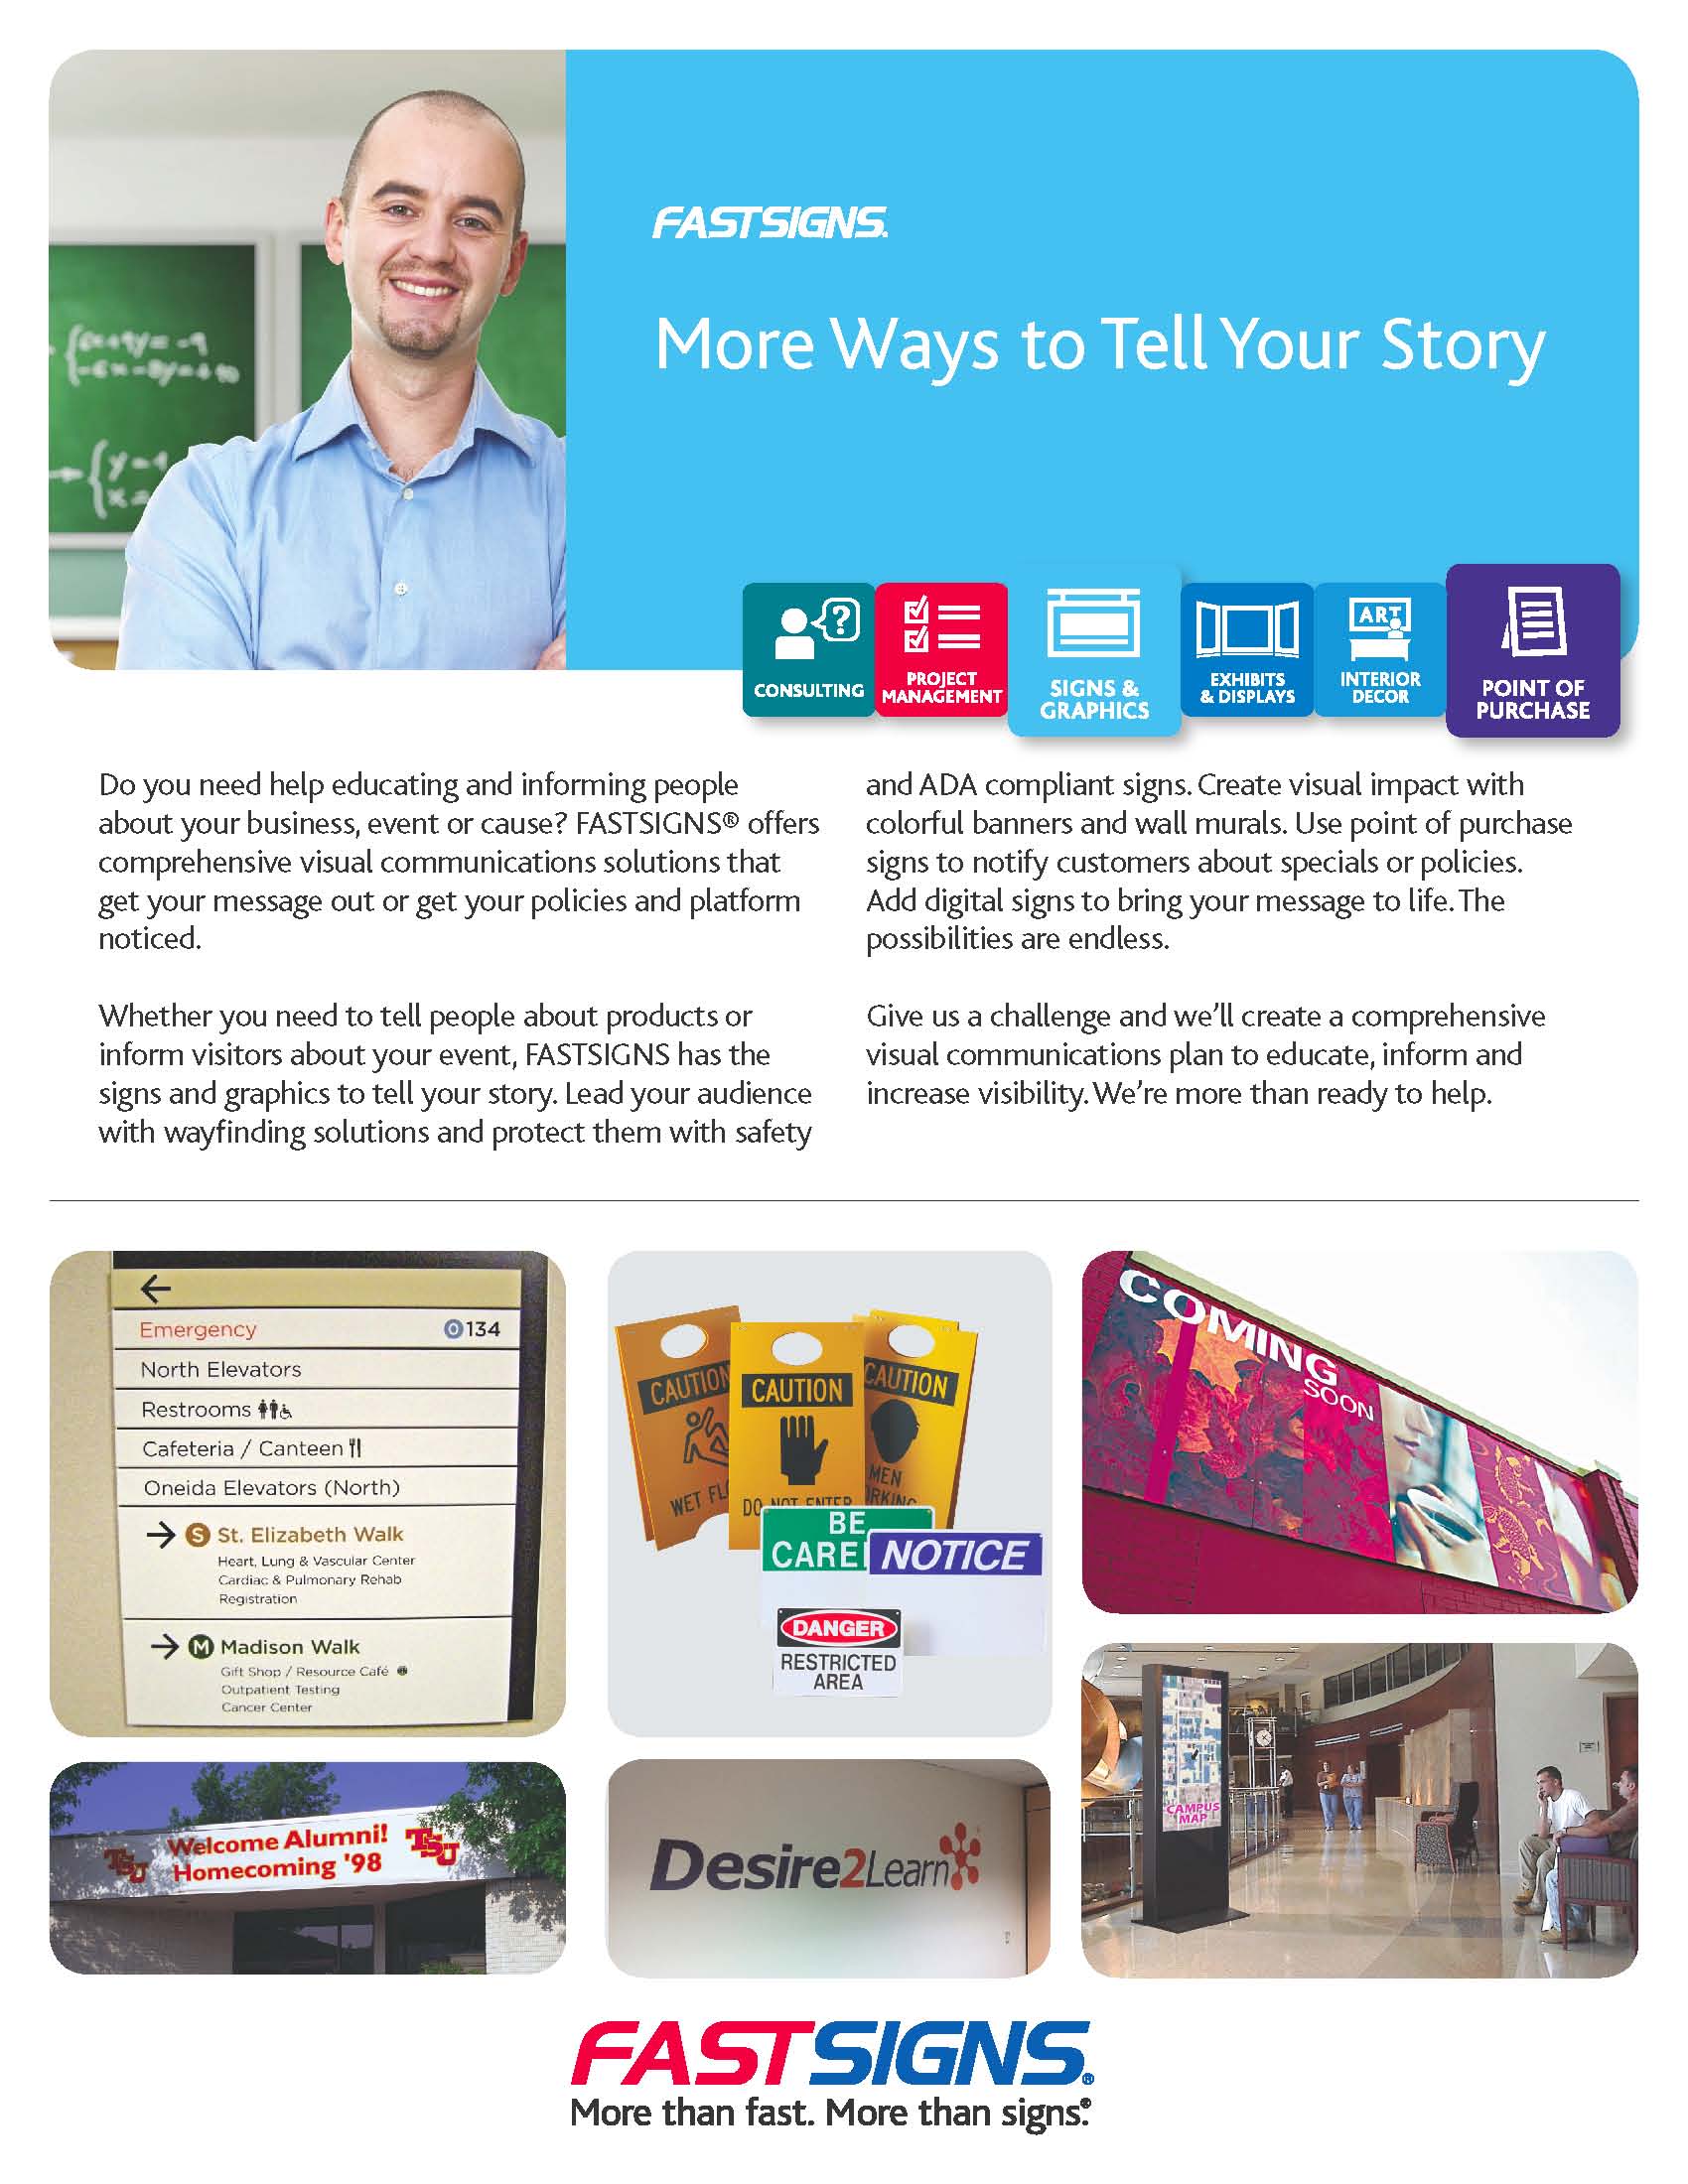 FASTSIGNS.
More Ways to Tell Your Story
ART
CONSULTING
PROJECT
MANAGEMENT
SIGNS &
GRAPHICS
EXHIBITS
& DISPLAYS
INTERIOR
DECOR
POINT OF
PURCHASE
Do you need help educating and informing people
about your business, event or cause? FASTSIGNS® offers
comprehensive visual communications solutions that
get your message out or get your policies and platform
noticed.
Whether you need to tell people about products or
inform visitors about your event, FASTSIGNS has the
signs and graphics to tell your story. Lead your audience
with wayfinding solutions and protect them with safety
and ADA compliant signs. Create visual impact with
colorful banners and wall murals. Use point of purchase
signs to notify customers about specials or policies.
Add digital signs to bring your message to life. The
possibilities are endless.
Give us a challenge and we'll create a comprehensive
visual communications plan to educate, inform and
increase visibility. We're more than ready to help.
←
Emergency O 134
North Elevators
Restrooms
Cafeteria / Canteen
Oneida Elevators (North)
→ S St. Elizabeth Walk
Heart, Lung & Vascular Center
Cardiac & Pulmonary Rehab
Registration
→ M Madison Walk
Gift Shop / Resource Café
Outpatient Testing
Cancer Center
CAUTION
WET FL
CAUTION
DO NOT ENTER
CAUTION
MEN
RKING
BE
CARE
NOTICE
DANGER
RESTRICTED
AREA
COMING
SOON
CAMPUS
MAP
TSU Welcome Alumni! TSU
Homecoming '98
Desire2Learn
FASTSIGNS®
More than fast. More than signs.®